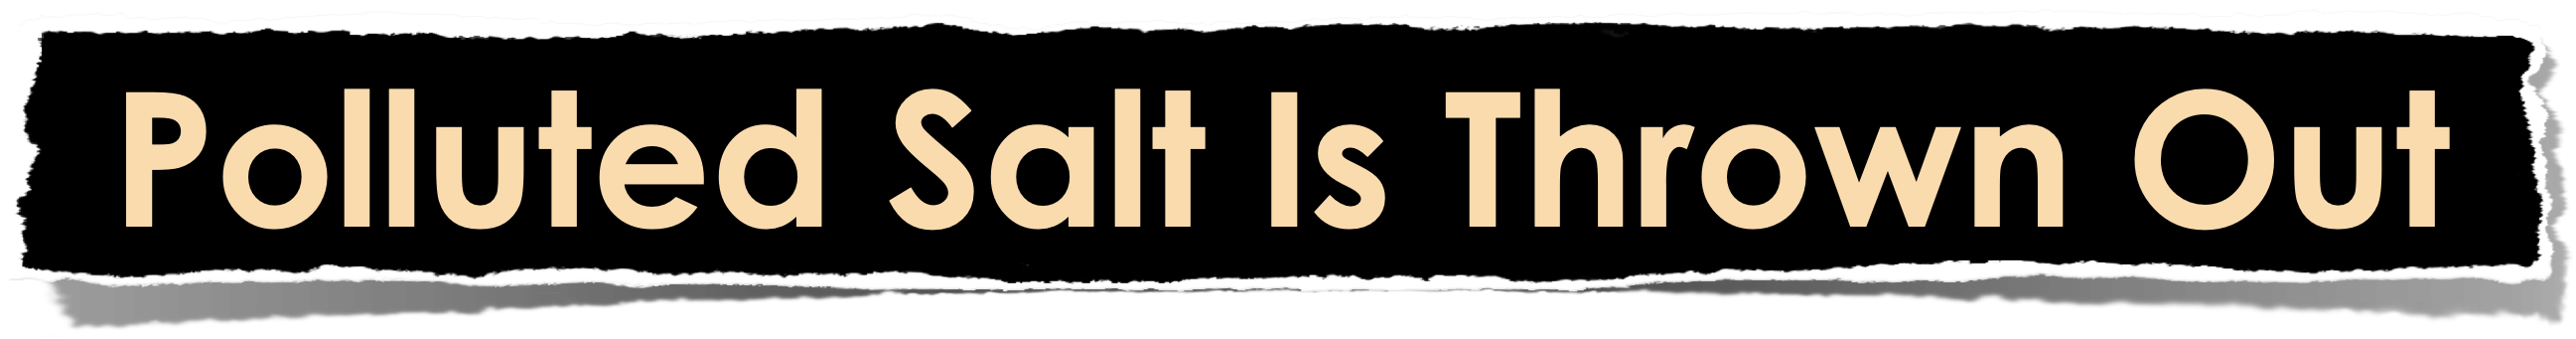 Polluted Salt Is Thrown Out